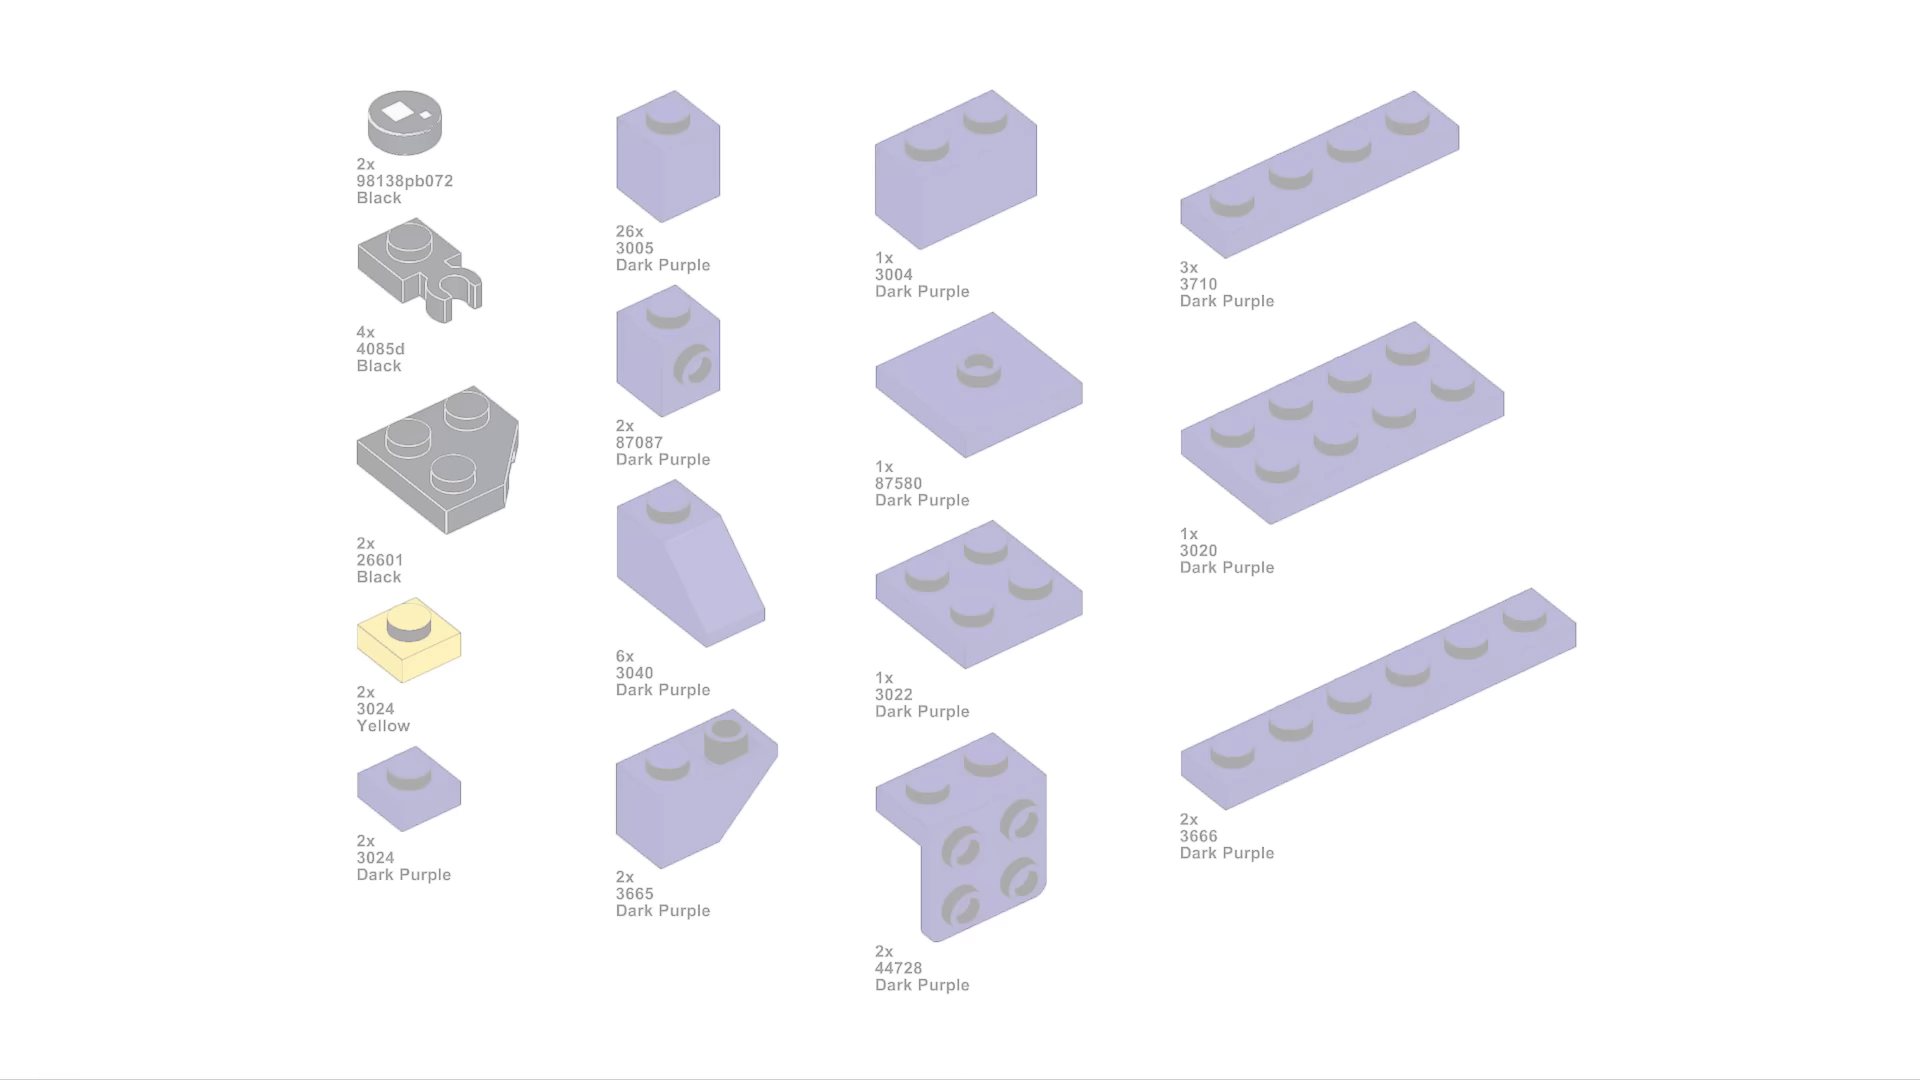 2x
98138pb072
Black
4x
4085d
Black
2x
26601
Black
2x
3024
Yellow
2x
3024
Dark Purple
26x
3005
Dark Purple
2x
87087
Dark Purple
6x
3040
Dark Purple
2x
3665
Dark Purple
1x
3004
Dark Purple
1x
87580
Dark Purple
1x
3022
Dark Purple
2x
44728
Dark Purple
3x
3710
Dark Purple
1x
3020
Dark Purple
2x
3666
Dark Purple